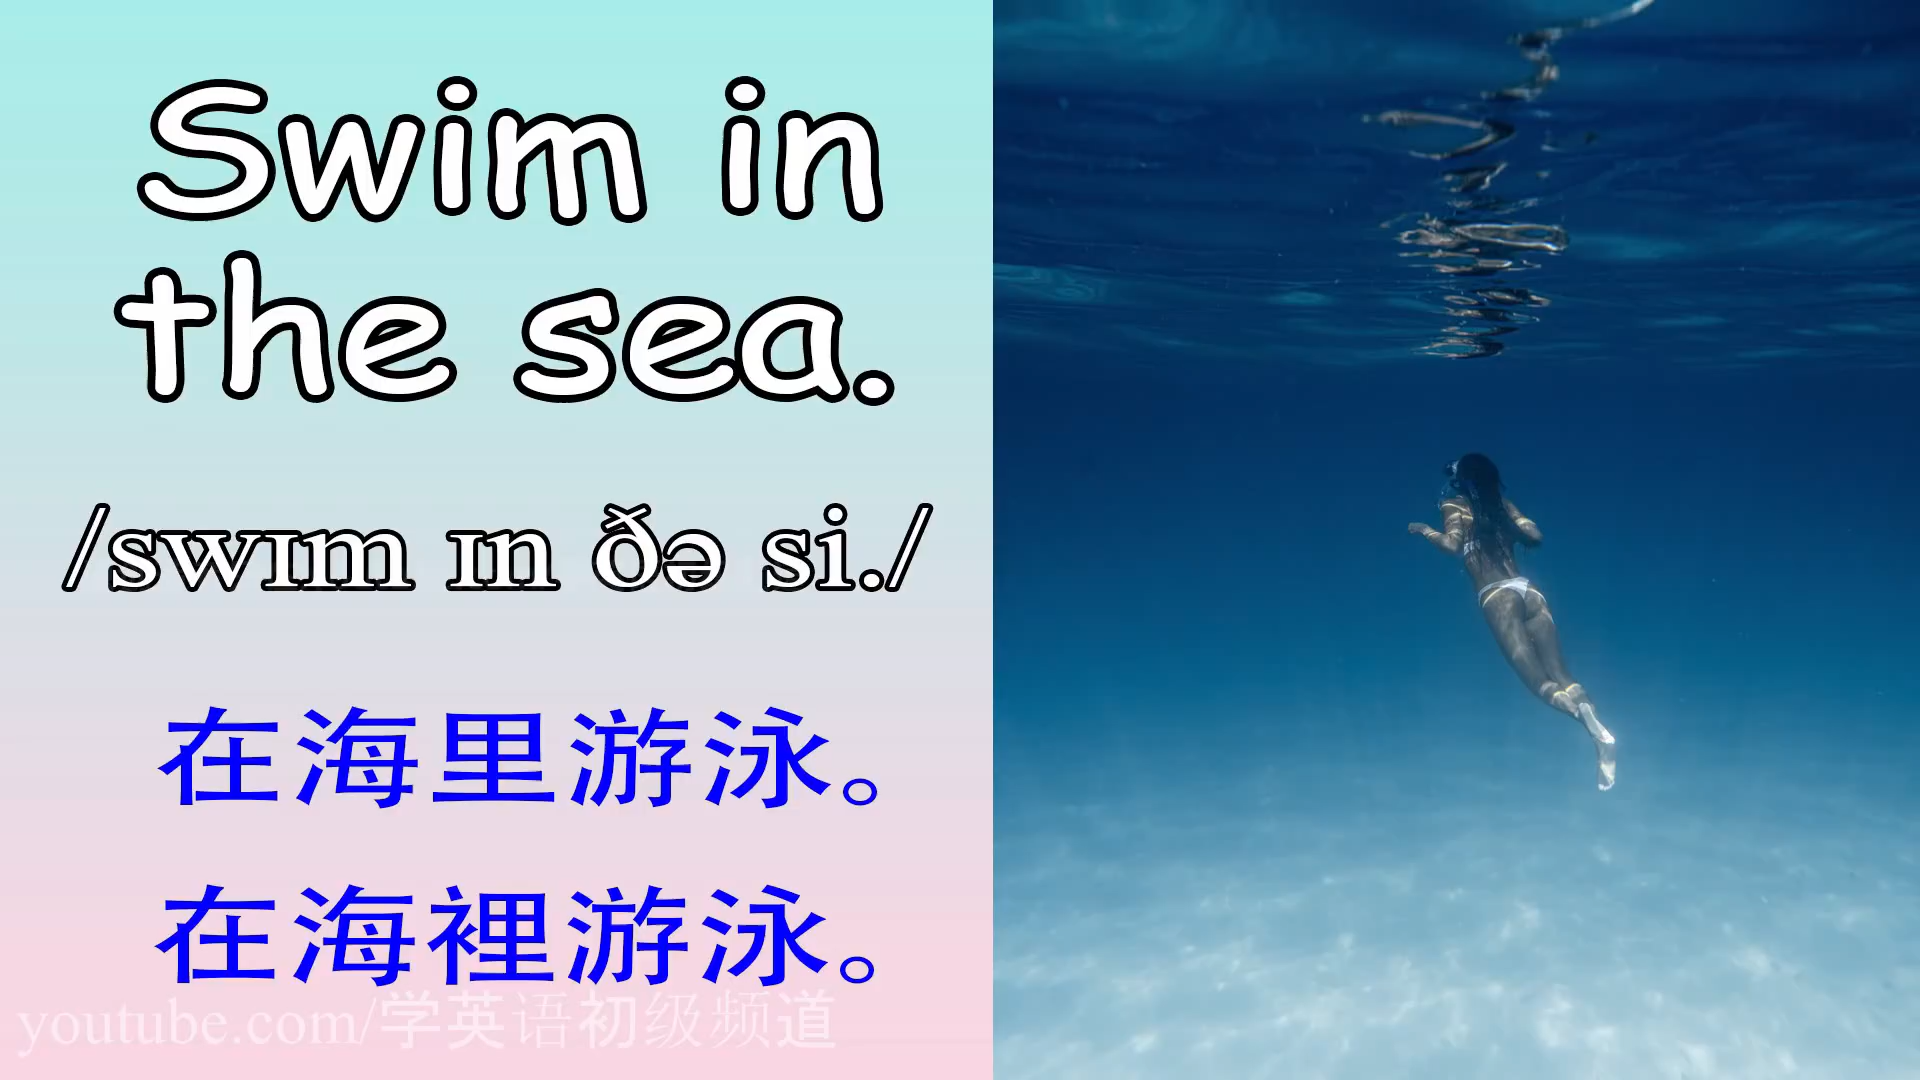 Swim in
the sea.
/swɪm ɪn ðə si./
在海里游泳。
在海裡游泳。
youtube.com/学英语初级频道